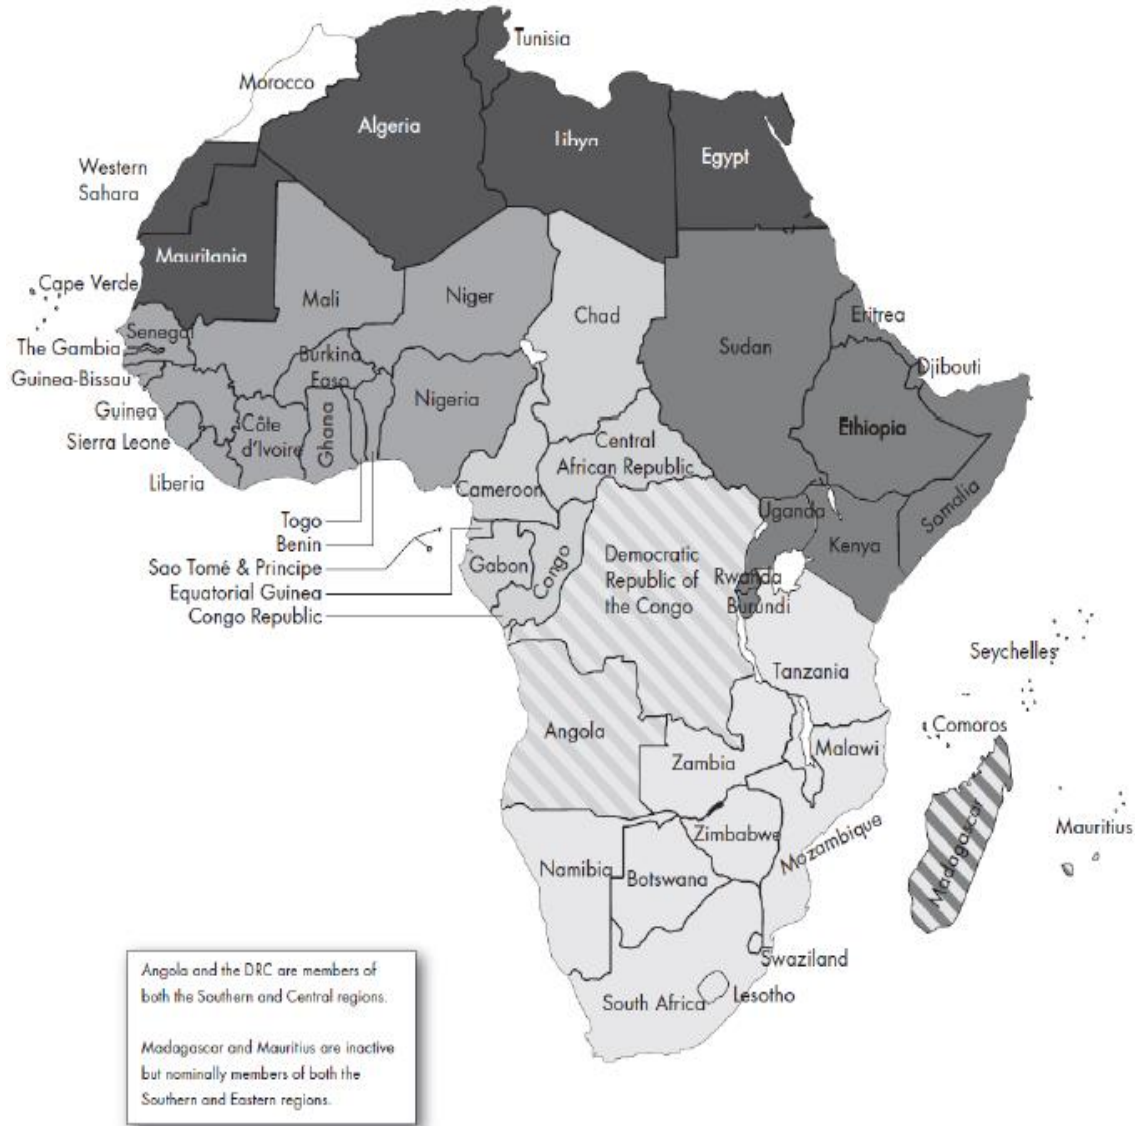 Tunisia
Morocco
Algeria
Libya
Egypt
Western
Sahara
Mauritania
Cape Verde
Mali
Niger
Chad
Sudan
Eritrea
Senegal
The Gambia
Burkina
Faso
Djibouti
Guinea-Bissau
Nigeria
Guinea
Côte
d'Ivoire
Ghana
Ethiopia
Sierra Leone
Central
African Republic
Liberia
Cameroon
Somalia
Togo
Uganda
Benin
Kenya
Sao Tomé & Principe
Gabon
Congo
Democratic
Republic of
the Congo
Rwanda
Equatorial Guinea
Burundi
Congo Republic
Seychelles
Tanzania
Comoros
Angola
Malawi
Zambia
Mauritius
Zimbabwe
Mozambique
Madagascar
Namibia
Botswana
Swaziland
South Africa
Lesotho
Angola and the DRC are members of
both the Southern and Central regions.
Madagascar and Mauritius are inactive
but nominally members of both the
Southern and Eastern regions.